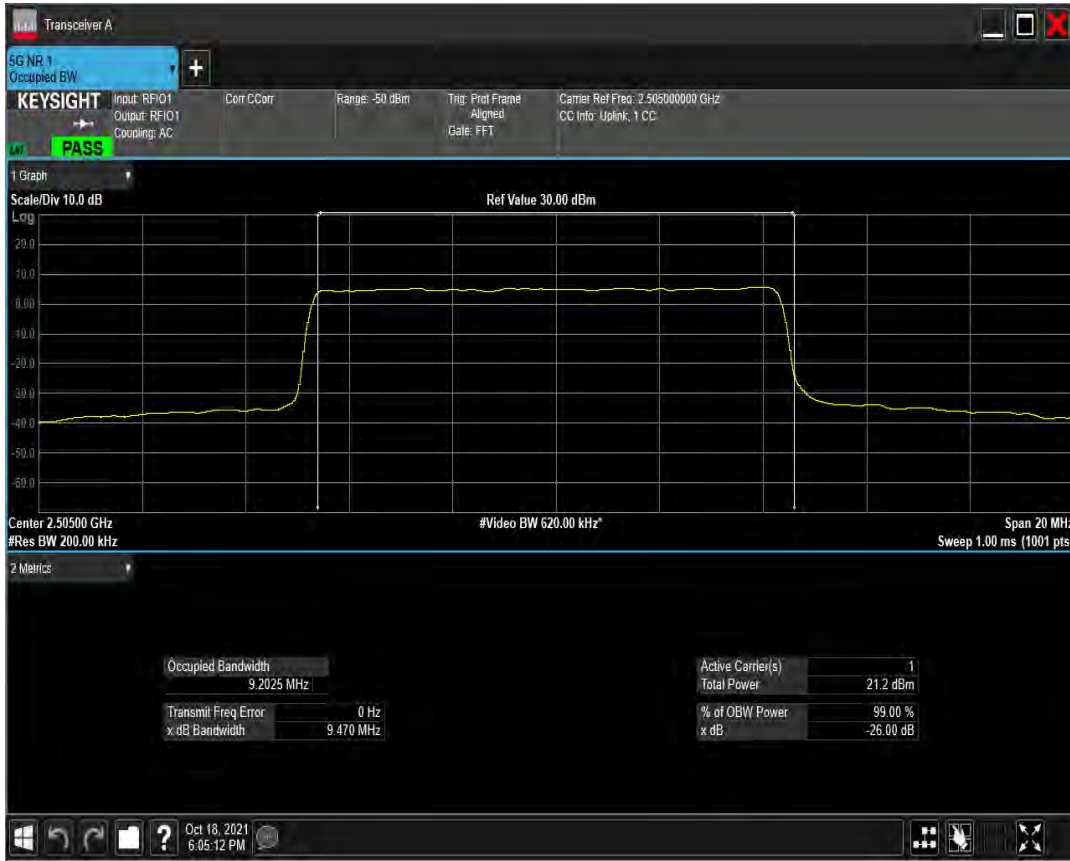 Transceiver A
5G NR 1
Occupied BW
KEYSIGHT
PASS
Input: RFIO1
Output: RFIO1
Coupling: AC
Corr CCorr
Range: -50 dBm
Trig: Prot Frame
Aligned
Gate: FFT
Carrier Ref Freq: 2.505000000 GHz
CC Info: Uplink, 1 CC
1 Graph
Scale/Div 10.0 dB
Ref Value 30.00 dBm
Log
20.0
10.0
0.00
-10.0
-20.0
-30.0
-40.0
-50.0
-60.0
Center 2.50500 GHz
#Video BW 620.00 kHz*
Span 20 MHz
#Res BW 200.00 kHz
Sweep 1.00 ms (1001 pts
2 Metrics
Occupied Bandwidth
9.2025 MHz
Transmit Freq Error 0 Hz
x dB Bandwidth 9.470 MHz
Active Carrier(s) 1
Total Power 21.2 dBm
% of OBW Power 99.00 %
x dB -26.00 dB
Oct 18, 2021
6:05:12 PM